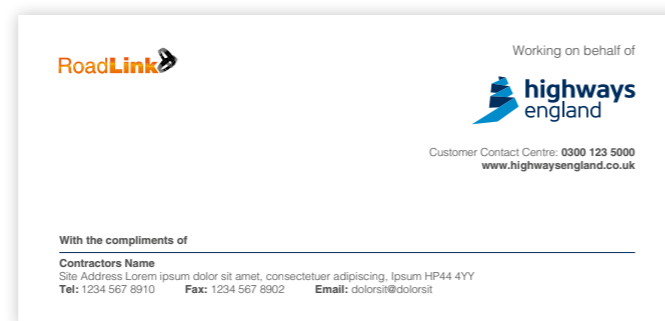 RoadLink
Working on behalf of
highways
england
Customer Contact Centre: 0300 123 5000
www.highwaysengland.co.uk
With the compliments of
Contractors Name
Site Address Lorem ipsum dolor sit amet, consectetuer adipiscing, Ipsum HP44 4YY
Tel: 1234 567 8910 Fax: 1234 567 8902 Email: dolorsit@dolorsit